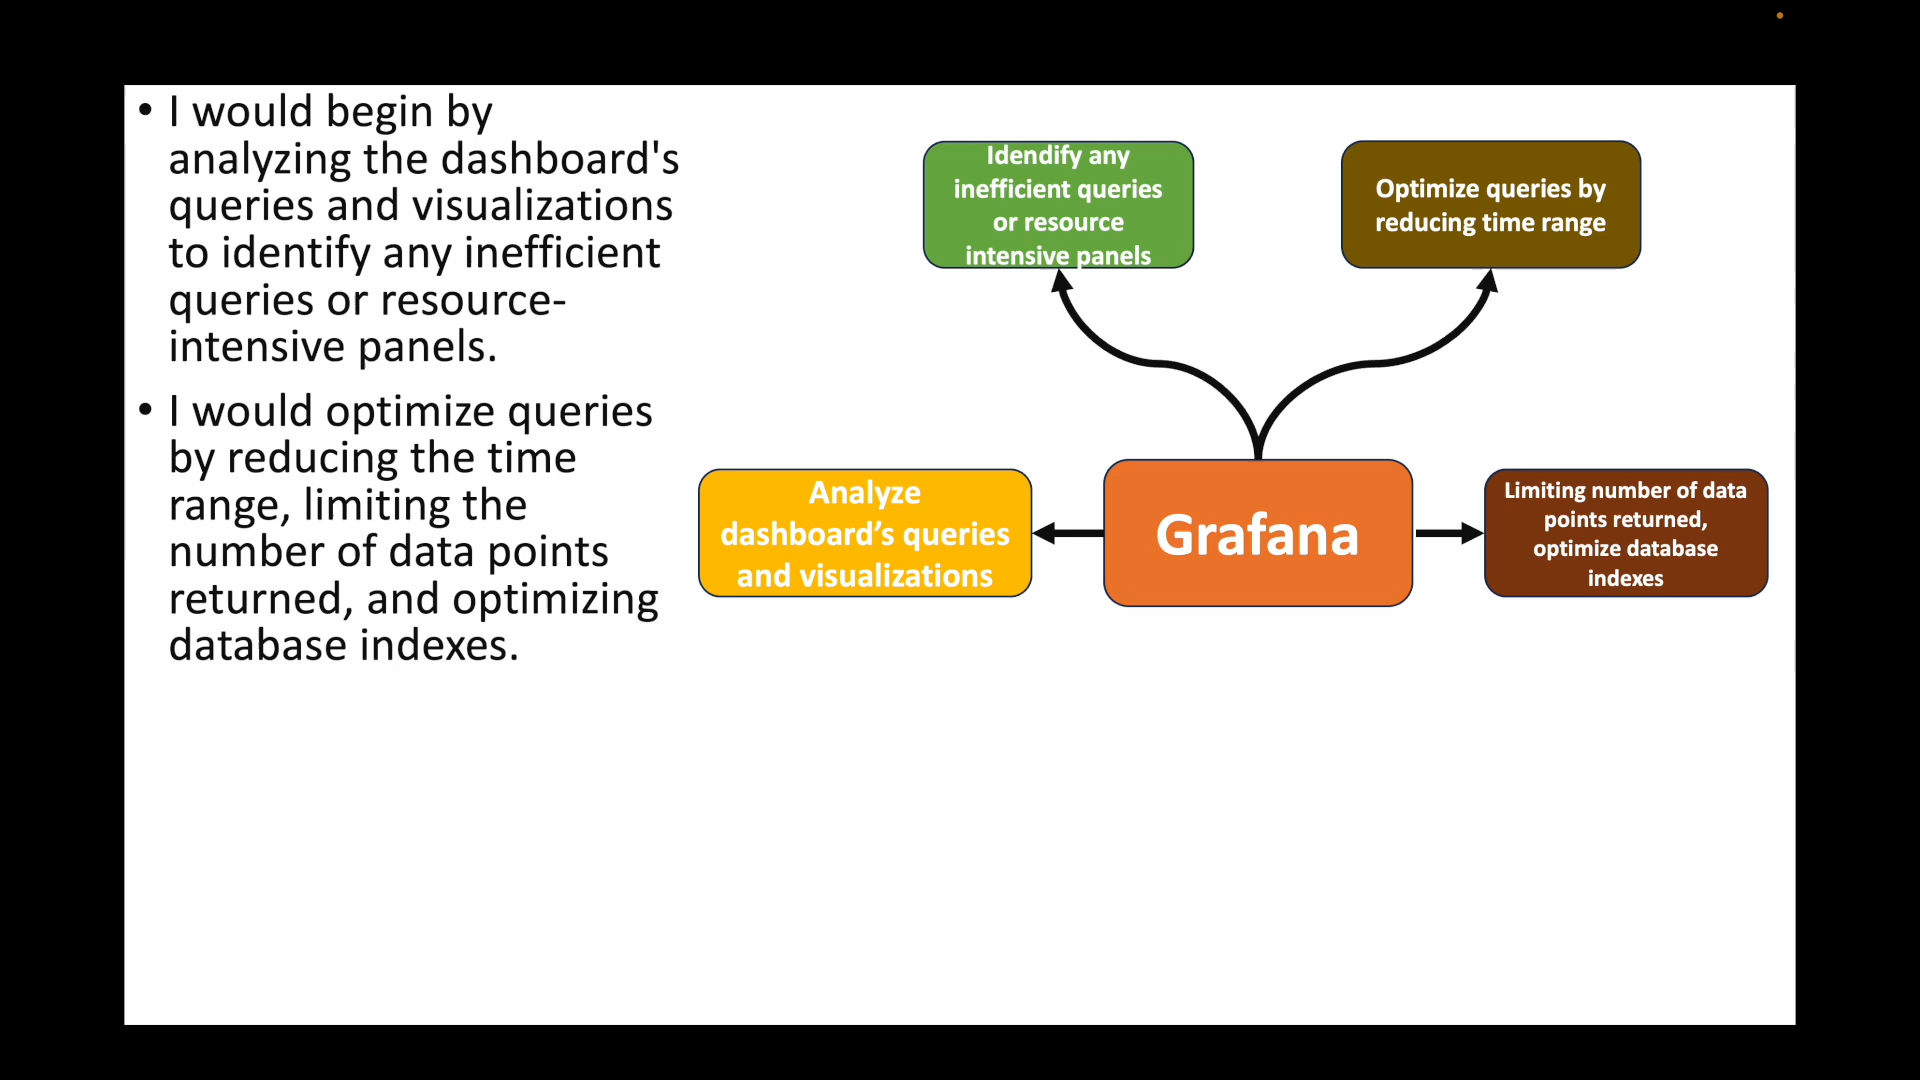 • I would begin by
analyzing the dashboard's
queries and visualizations
to identify any inefficient
queries or resource-
intensive panels.
• I would optimize queries
by reducing the time
range, limiting the
number of data points
returned, and optimizing
database indexes.
Idendify any
inefficient queries
or resource
intensive panels
Optimize queries by
reducing time range
Analyze
dashboard’s queries
and visualizations
Grafana
Limiting number of data
points returned,
optimize database
indexes